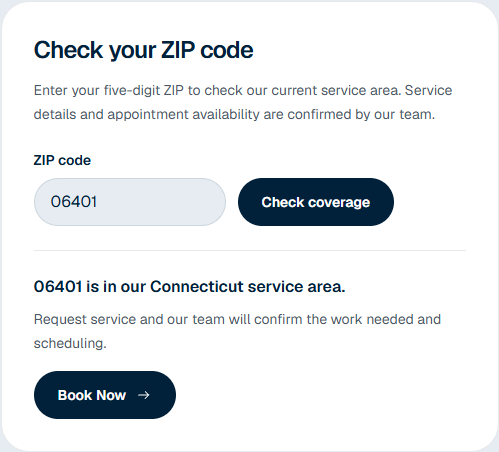 Check your ZIP code
Enter your five-digit ZIP to check our current service area. Service
details and appointment availability are confirmed by our team.
ZIP code
06401
Check coverage
06401 is in our Connecticut service area.
Request service and our team will confirm the work needed and
scheduling.
Book Now →